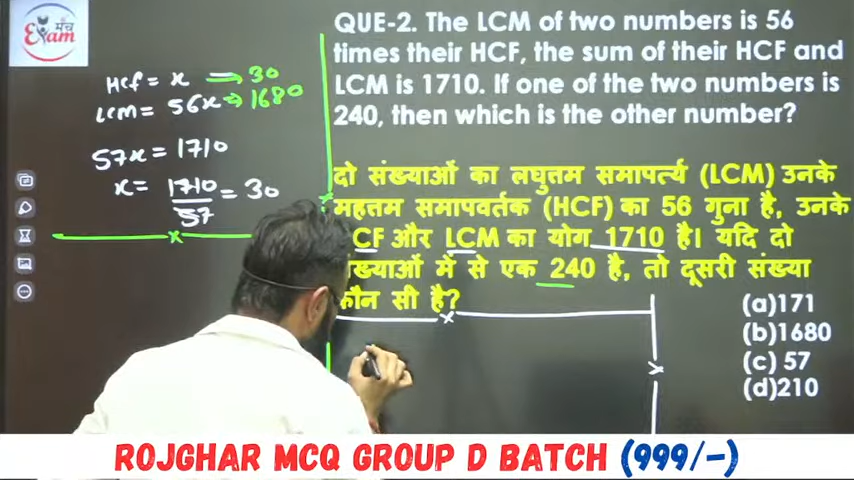 Exam मंच
HCF = x → 30
LCM = 56x → 1680
57x = 1710
x = 1710/57 = 30
QUE-2. The LCM of two numbers is 56
times their HCF, the sum of their HCF and
LCM is 1710. If one of the two numbers is
240, then which is the other number?
दो संख्याओं का लघुत्तम समापर्त्य (LCM) उनके
महत्तम समापवर्तक (HCF) का 56 गुना है, उनके
CF और LCM का योग 1710 है। यदि दो
ख्याओं में से एक 240 है, तो दूसरी संख्या
कौन सी है?
(a)171
(b)1680
(c) 57
(d)210
ROJGHAR MCQ GROUP D BATCH (999/-)